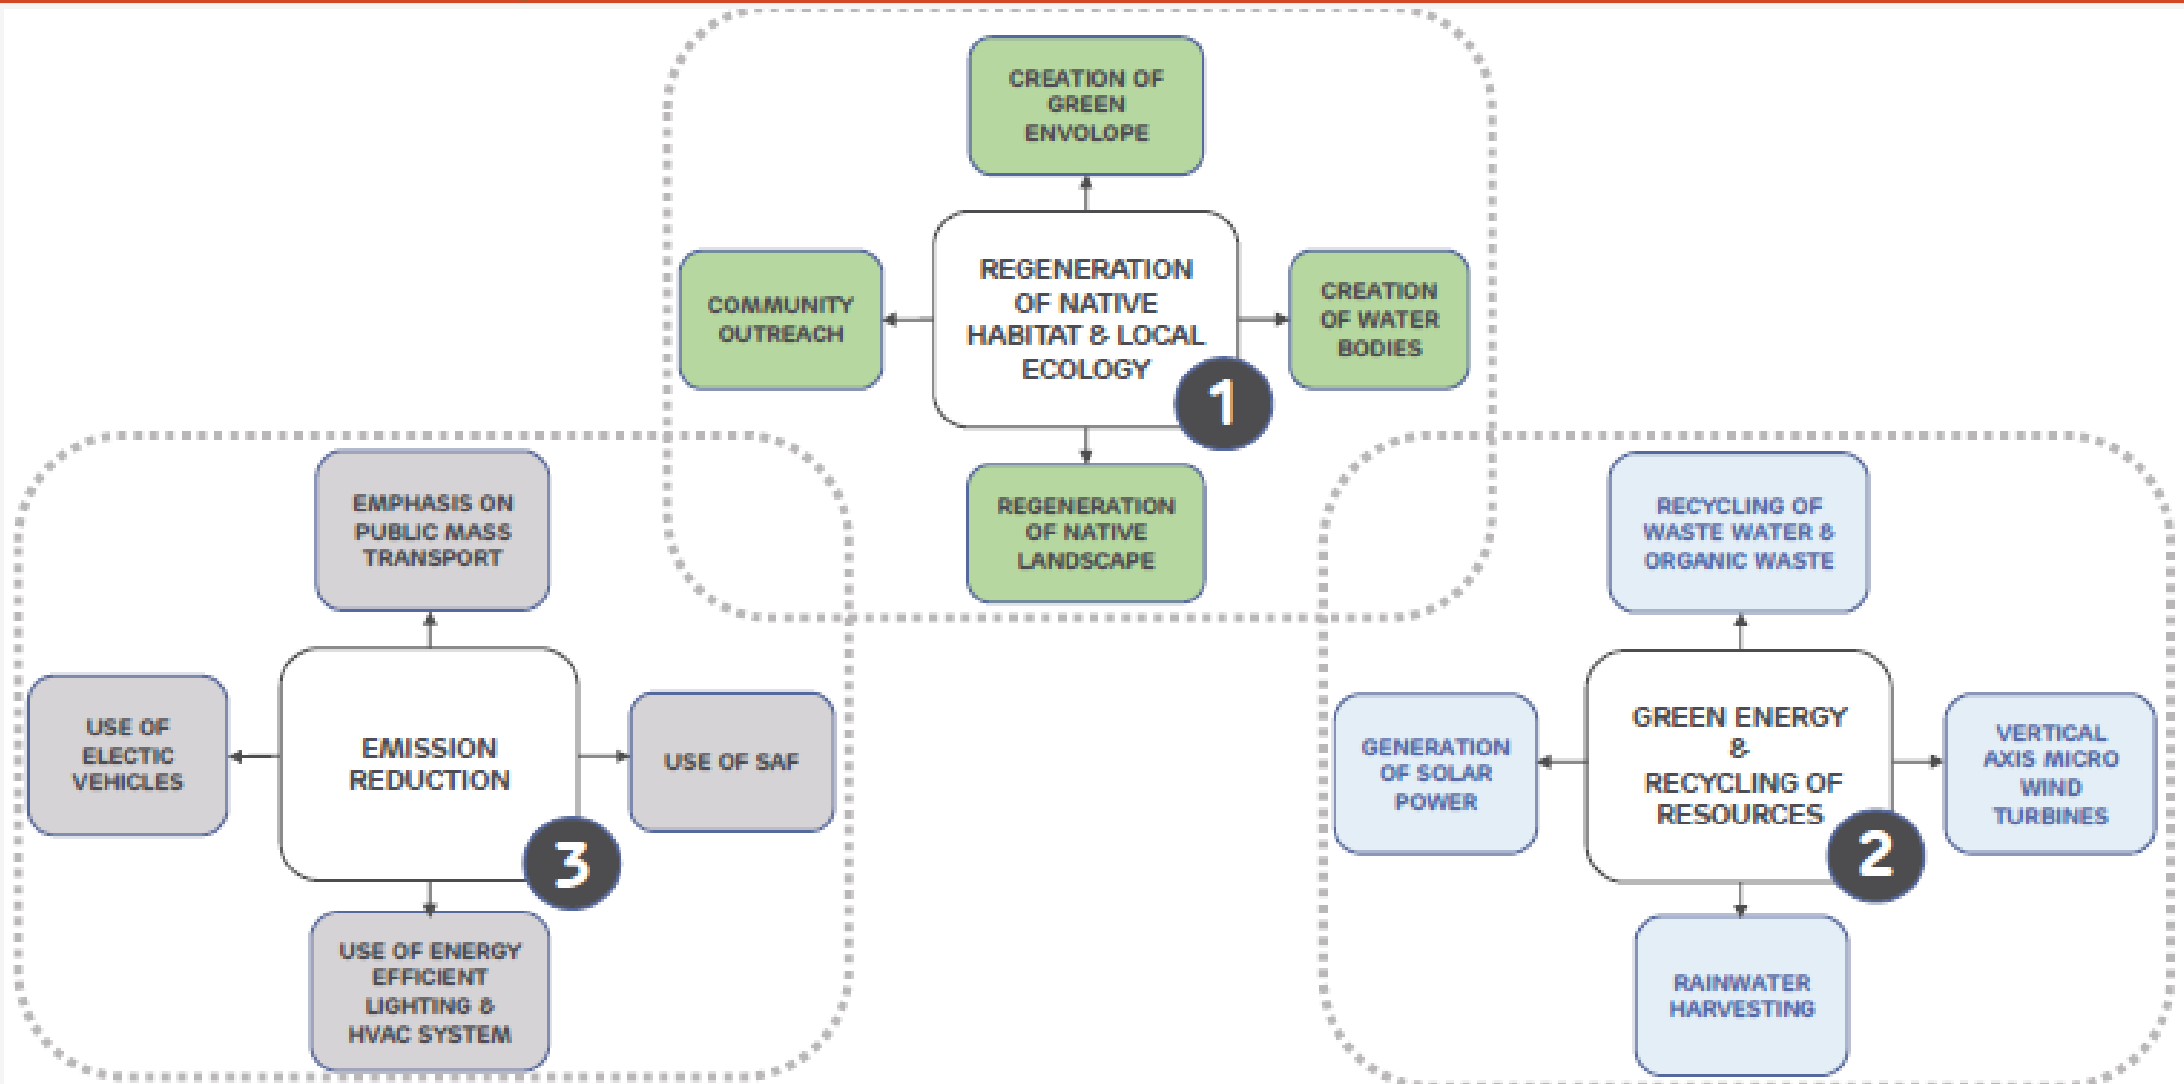 CREATION OF
GREEN
ENVOLOPE
COMMUNITY
OUTREACH
REGENERATION
OF NATIVE
HABITAT & LOCAL
ECOLOGY
1
CREATION
OF WATER
BODIES
REGENERATION
OF NATIVE
LANDSCAPE
EMPHASIS ON
PUBLIC MASS
TRANSPORT
USE OF
ELECTIC
VEHICLES
EMISSION
REDUCTION
3
USE OF SAF
USE OF ENERGY
EFFICIENT
LIGHTING &
HVAC SYSTEM
RECYCLING OF
WASTE WATER &
ORGANIC WASTE
GENERATION
OF SOLAR
POWER
GREEN ENERGY
&
RECYCLING OF
RESOURCES
2
VERTICAL
AXIS MICRO
WIND
TURBINES
RAINWATER
HARVESTING